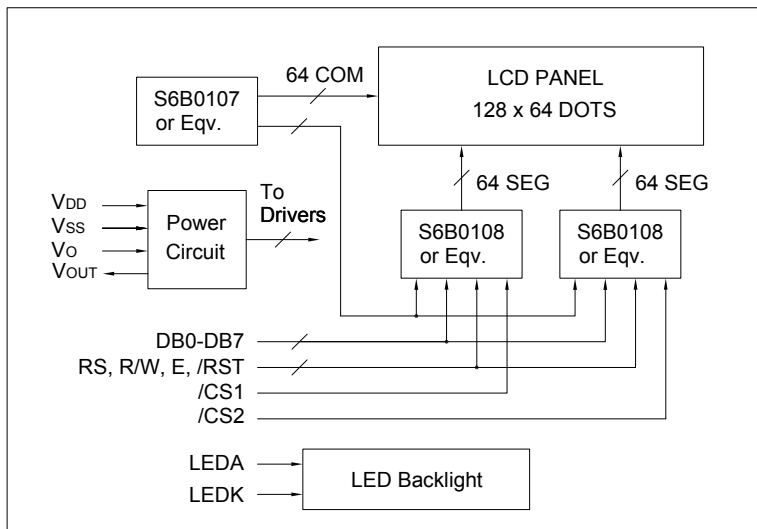 64 COM
S6B0107
or Eqv.
LCD PANEL
128 x 64 DOTS
64 SEG
64 SEG
VDD
VSS
VO
VOUT
Power
Circuit
To
Drivers
S6B0108
or Eqv.
S6B0108
or Eqv.
DB0-DB7
RS, R/W, E, /RST
/CS1
/CS2
LEDA
LEDK
LED Backlight